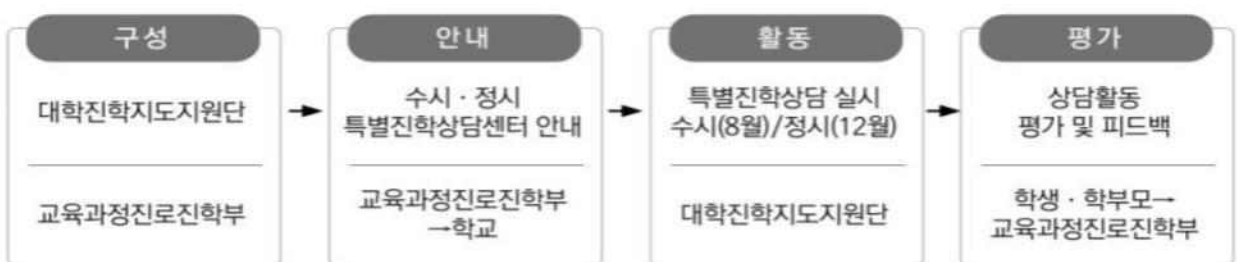 구성
대학진학지도지원단
교육과정진로진학부
안내
수시 · 정시
특별진학상담센터 안내
교육과정진로진학부
→학교
활동
특별진학상담 실시
수시(8월)/정시(12월)
대학진학지도지원단
평가
상담활동
평가 및 피드백
학생 · 학부모→
교육과정진로진학부